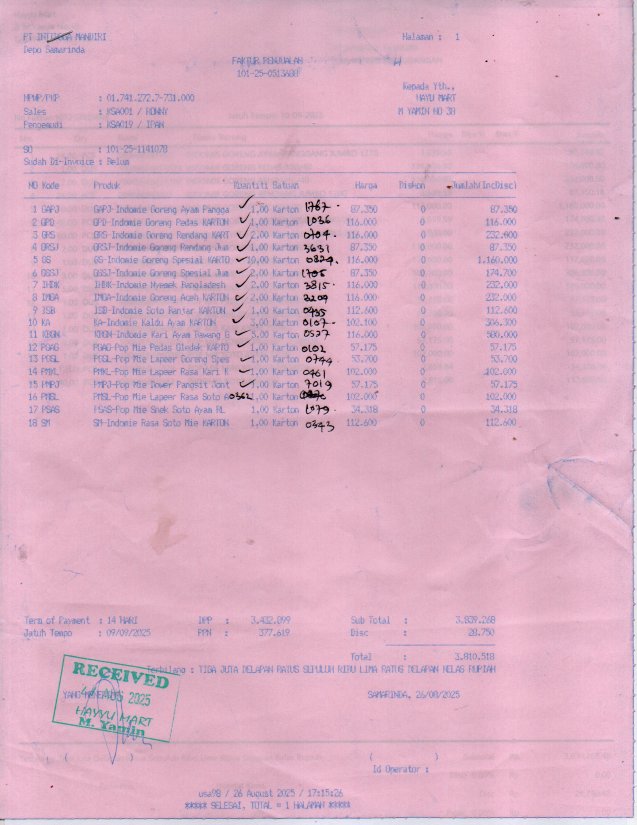 PT INTIBOGA MANDIRI
Halaman : 1
Depo Samarinda
FAKTUR PENJUALAN
101-25-0513688
Kepada Yth.,
NPWP/PKP : 01.741.272.7-731.000
HAYU MART
Sales : KSA001 / RONNY
M YAMIN NO 38
Pengemudi : KSA019 / IPAN
SO : 101-25-1141078
Sudah Di-Invoice : Belum
NO Kode Produk Kuantiti Satuan Harga Diskon Jumlah(IncDisc)
1 GAPJ GAPJ-Indomie Goreng Ayam Pangga 1,00 Karton 1767 87.350 0 87.350
2 GPD GPD-Indomie Goreng Pedas KARTON 1,00 Karton 1036 116.000 0 116.000
3 GRS GRS-Indomie Goreng Rendang KART 2,00 Karton 0704 116.000 0 232.000
4 GRSJ GRSJ-Indomie Goreng Rendang Jum 1,00 Karton 3631 87.350 0 87.350
5 GS GS-Indomie Goreng Spesial KARTO 10,00 Karton 0829 116.000 0 1.160.000
6 GSSJ GSSJ-Indomie Goreng Spesial Jum 2,00 Karton 1705 87.350 0 174.700
7 IHDK IHDK-Indomie Nyemek Bangladesh 2,00 Karton 3815 116.000 0 232.000
8 IMGA IMGA-Indomie Goreng Aceh KARTON 2,00 Karton 3209 116.000 0 232.000
9 ISB ISB-Indomie Soto Banjar KARTON 1,00 Karton 0435 112.600 0 112.600
10 KA KA-Indomie Kaldu Ayam KARTON 3,00 Karton 0107 102.100 0 306.300
11 KBGN KBGN-Indomie Kari Ayam Bawang G 5,00 Karton 0527 116.000 0 580.000
12 PGAG PGAG-Pop Mie Pedas Gledek KARTO 1,00 Karton 0102 57.175 0 57.175
13 PGSL PGSL-Pop Mie Lapeer Goreng Spes 1,00 Karton 0744 53.700 0 53.700
14 PMKL PMKL-Pop Mie Lapeer Rasa Kari K 1,00 Karton 0461 102.000 0 102.000
15 PMPJ PMPJ-Pop Mie Dower Pangsit Jont 1,00 Karton 7019 57.175 0 57.175
16 PMSL PMSL-Pop Mie Lapeer Rasa Soto A 0362 1,00 Karton 102.000 0 102.000
17 PSAS PSAS-Pop Mie Snek Soto Ayam RL 1,00 Karton 1079 34.318 0 34.318
18 SM SM-Indomie Rasa Soto Mie KARTON 1,00 Karton 0343 112.600 0 112.600
Term of Payment : 14 HARI DPP : 3.432.899 Sub Total : 3.839.268
Jatuh Tempo : 09/09/2025 PPN : 377.619 Disc : 28.750
Total : 3.810.518
Terbilang : TIGA JUTA DELAPAN RATUS SEPULUH RIBU LIMA RATUS DELAPAN BELAS RUPIAH
RECEIVED
2025
HAYYU MART
M. Yamin
SAMARINDA, 26/08/2025
( ) ( )
Id Operator :
usa98 / 26 August 2025 / 17:15:26
***** SELESAI, TOTAL = 1 HALAMAN *****